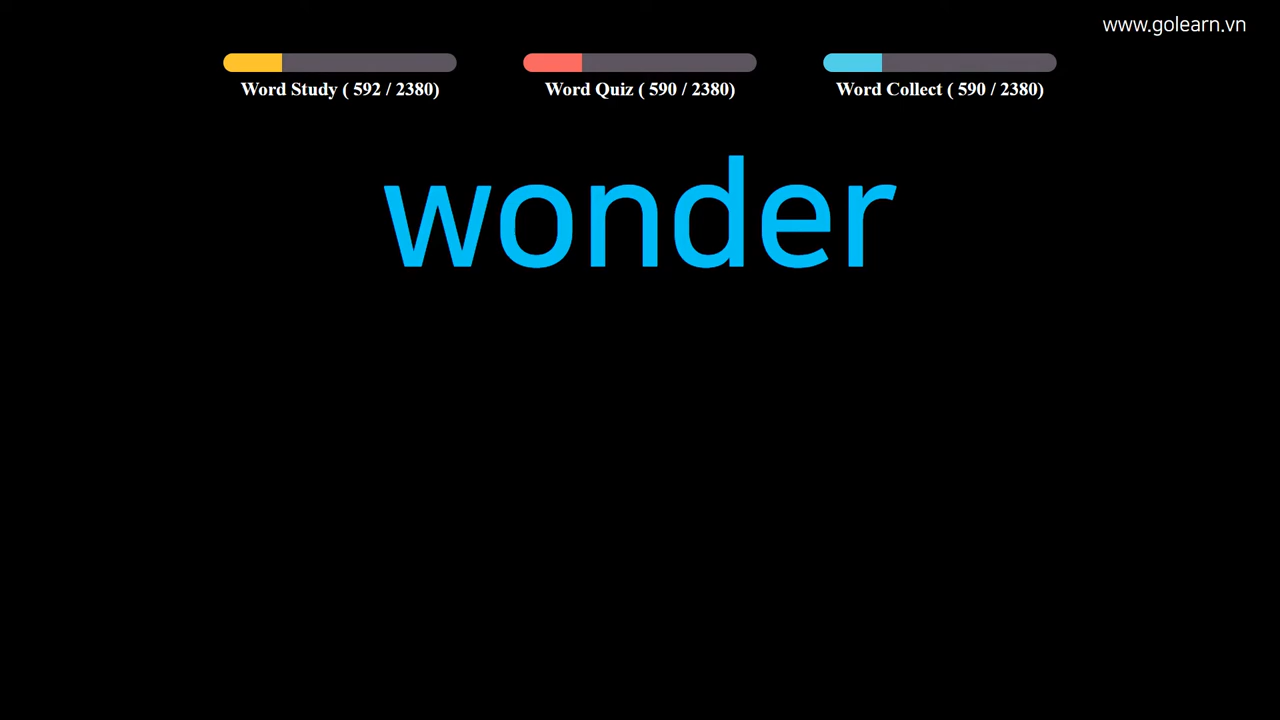 www.golearn.vn
Word Study ( 592 / 2380)
Word Quiz ( 590 / 2380)
Word Collect ( 590 / 2380)
wonder